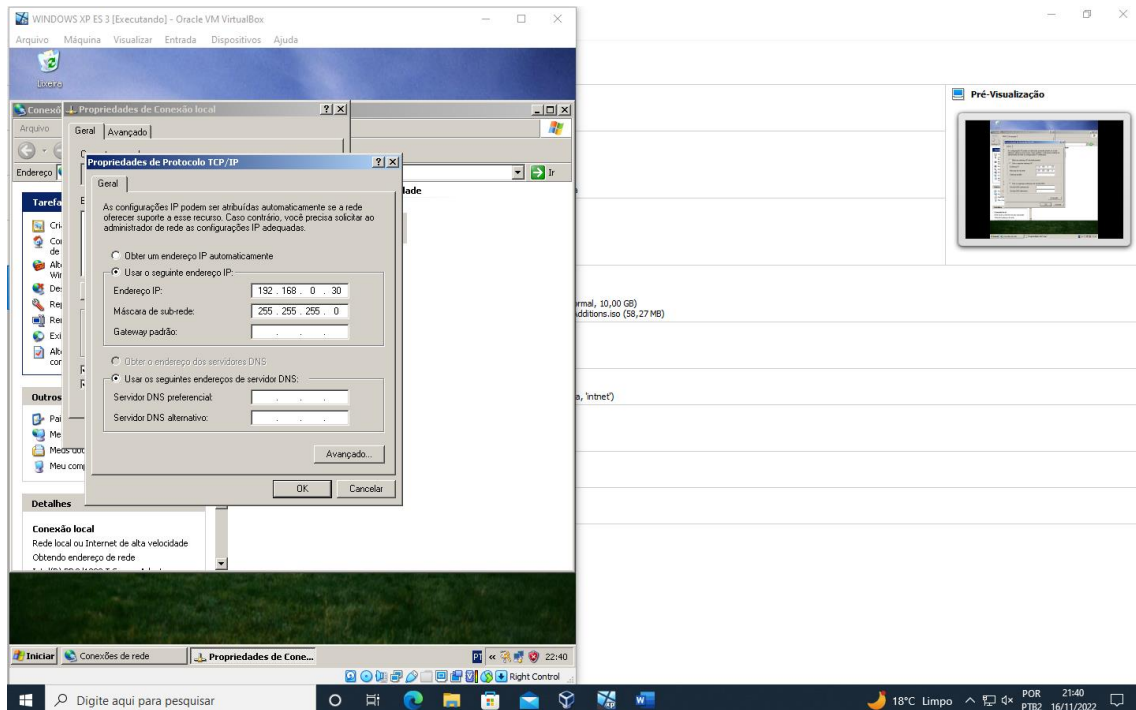 WINDOWS XP ES 3 [Executando] - Oracle VM VirtualBox
Arquivo Máquina Visualizar Entrada Dispositivos Ajuda
Lixeira
Propriedades de Conexão local
Arquivo
Geral Avançado
Endereço
Ir
Propriedades de Protocolo TCP/IP
Geral
As configurações IP podem ser atribuídas automaticamente se a rede
oferecer suporte a esse recurso. Caso contrário, você precisa solicitar ao
administrador de rede as configurações IP adequadas.
Obter um endereço IP automaticamente
Usar o seguinte endereço IP:
Endereço IP: 192 . 168 . 0 . 30
Máscara de sub-rede: 255 . 255 . 255 . 0
Gateway padrão: . . .
Obter o endereço dos servidores DNS
Usar os seguintes endereços de servidor DNS:
Servidor DNS preferencial: . . .
Servidor DNS alternativo: . . .
Avançado...
OK Cancelar
Tarefa
Outros
Meu comp
Detalhes
Conexão local
Rede local ou Internet de alta velocidade
Obtendo endereço de rede
Iniciar Conexões de rede Propriedades de Cone... PT « 22:40
Right Control
Pré-Visualização
rmal, 10,00 GB)
dditions.iso (58,27 MB)
a, 'intnet')
Digite aqui para pesquisar
18°C Limpo
POR
PTB2
21:40
16/11/2022